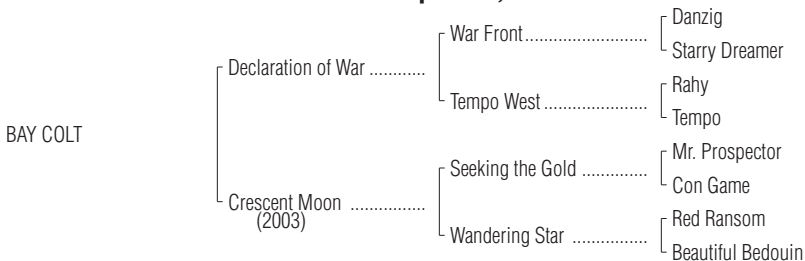 Danzig
War Front
Starry Dreamer
Declaration of War
Rahy
Tempo West
Tempo
BAY COLT
Mr. Prospector
Seeking the Gold
Con Game
Crescent Moon
(2003)
Red Ransom
Wandering Star
Beautiful Bedouin